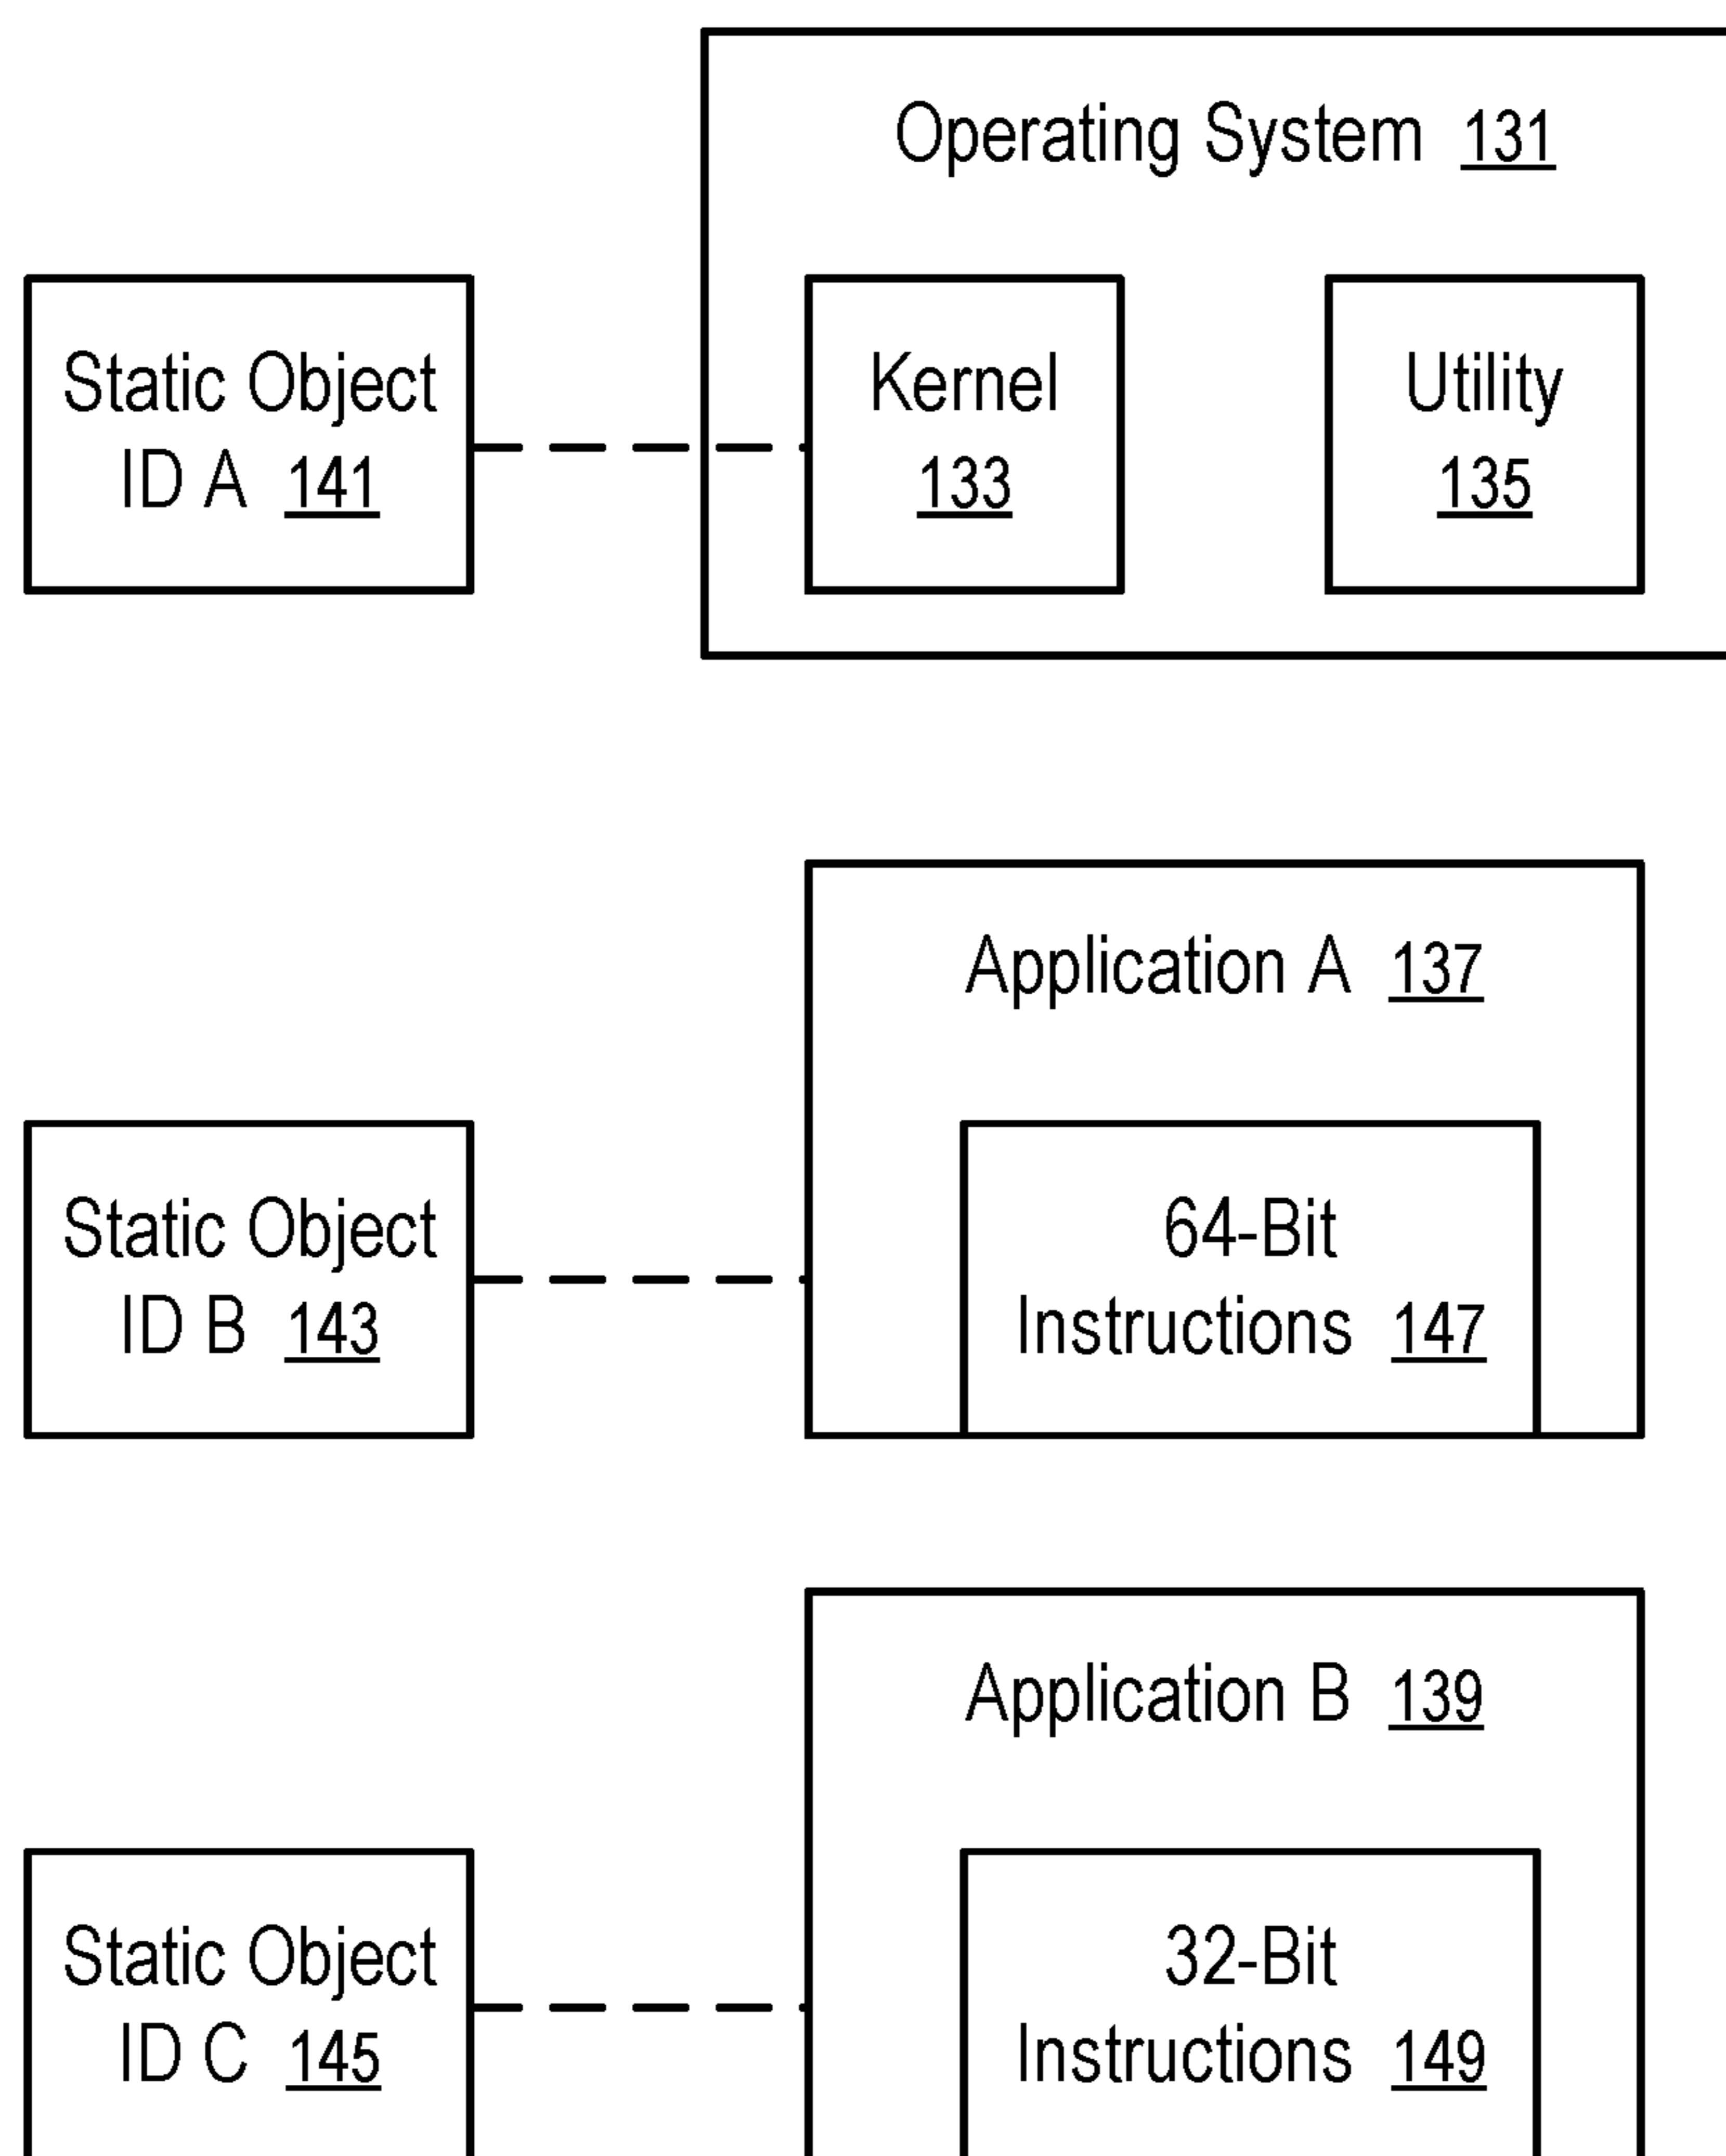 Operating System 131
Static Object
ID A 141
Kernel
133
Utility
135
Application A 137
Static Object
ID B 143
64-Bit
Instructions 147
Application B 139
Static Object
ID C 145
32-Bit
Instructions 149